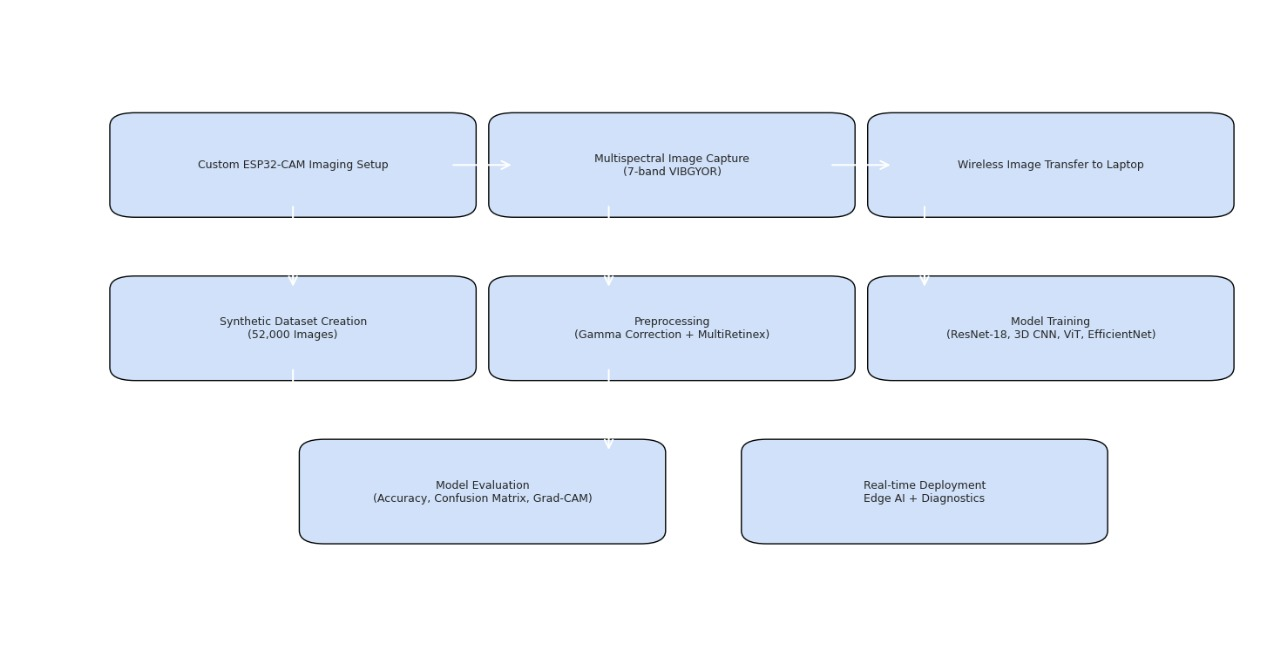 Custom ESP32-CAM Imaging Setup
Multispectral Image Capture
(7-band VIBGYOR)
Wireless Image Transfer to Laptop
Synthetic Dataset Creation
(52,000 Images)
Preprocessing
(Gamma Correction + MultiRetinex)
Model Training
(ResNet-18, 3D CNN, ViT, EfficientNet)
Model Evaluation
(Accuracy, Confusion Matrix, Grad-CAM)
Real-time Deployment
Edge AI + Diagnostics